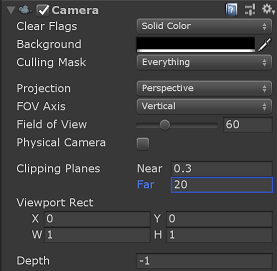 Camera
Clear Flags Solid Color
Background
Culling Mask Everything
Projection Perspective
FOV Axis Vertical
Field of View 60
Physical Camera
Clipping Planes Near 0.3
Far 20
Viewport Rect
X 0 Y 0
W 1 H 1
Depth -1